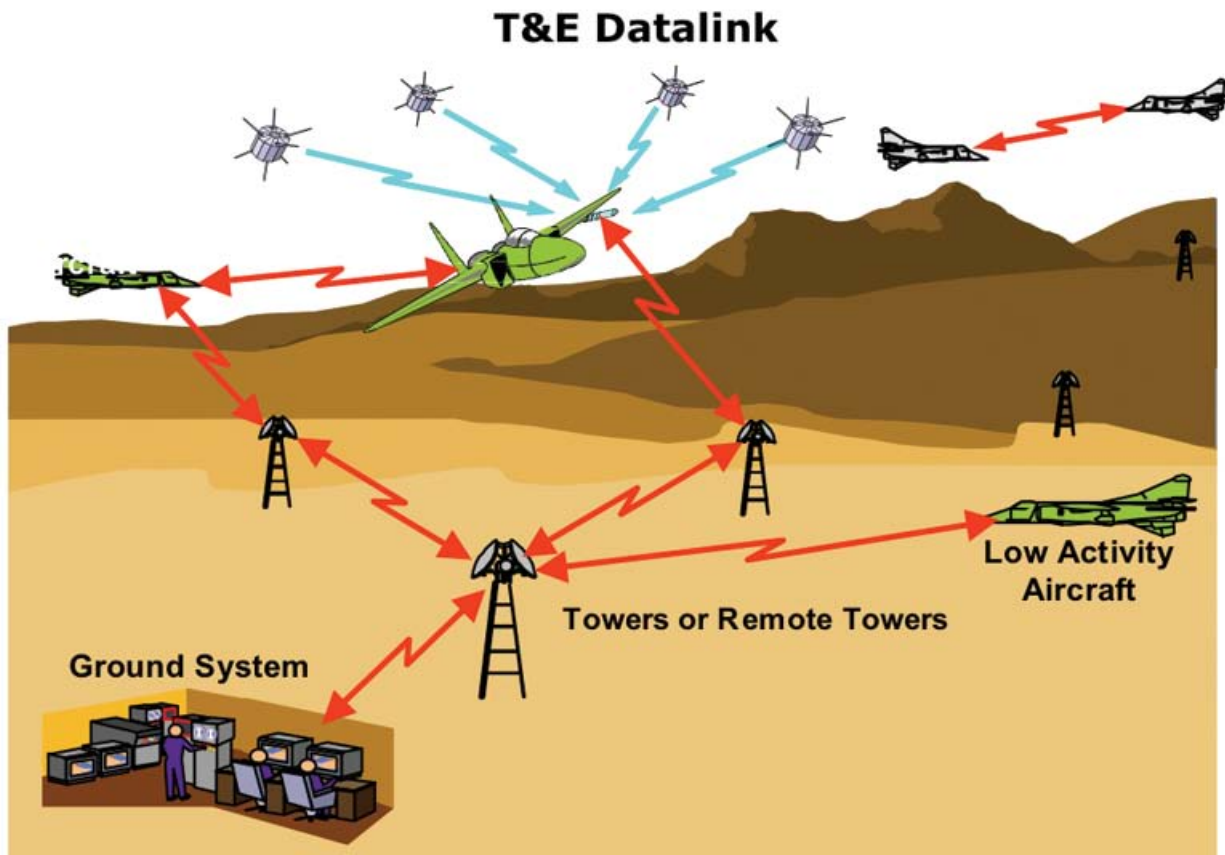 T&E Datalink
Low Activity
Aircraft
Towers or Remote Towers
Ground System